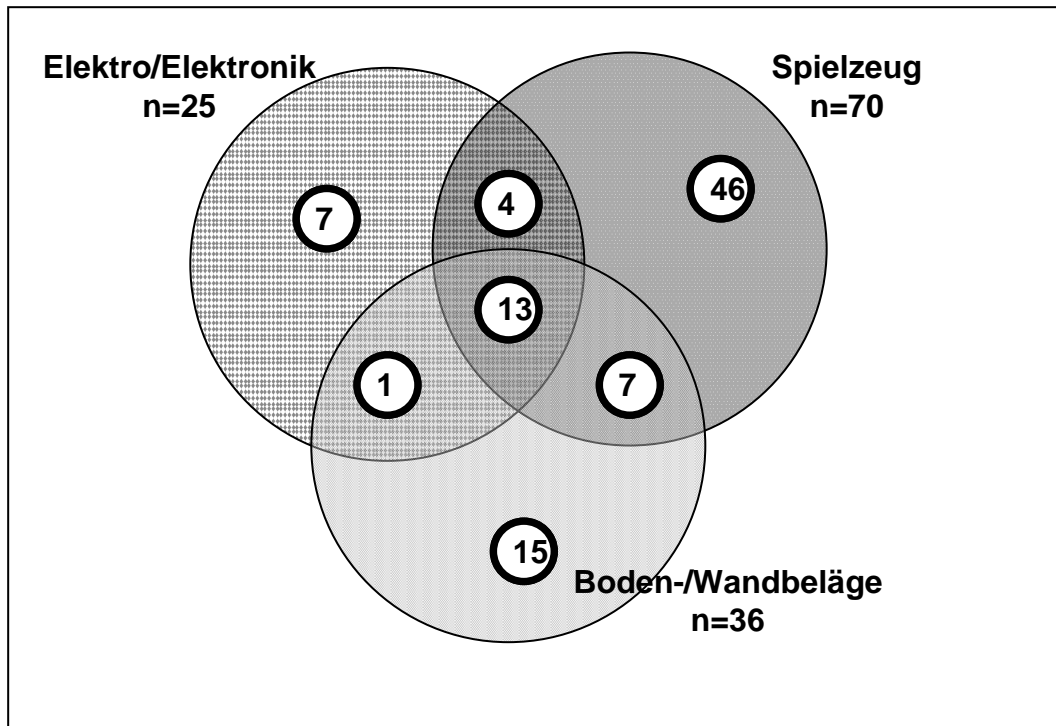 Elektro/Elektronik
n=25
Spielzeug
n=70
7
4
46
13
1
7
15
Boden-/Wandbeläge
n=36